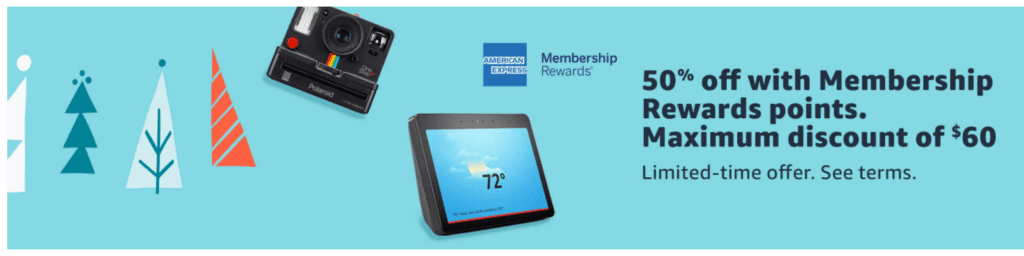 Polaroid
AMERICAN
EXPRESS
Membership
Rewards®
72°
50% off with Membership
Rewards points.
Maximum discount of $60
Limited-time offer. See terms.